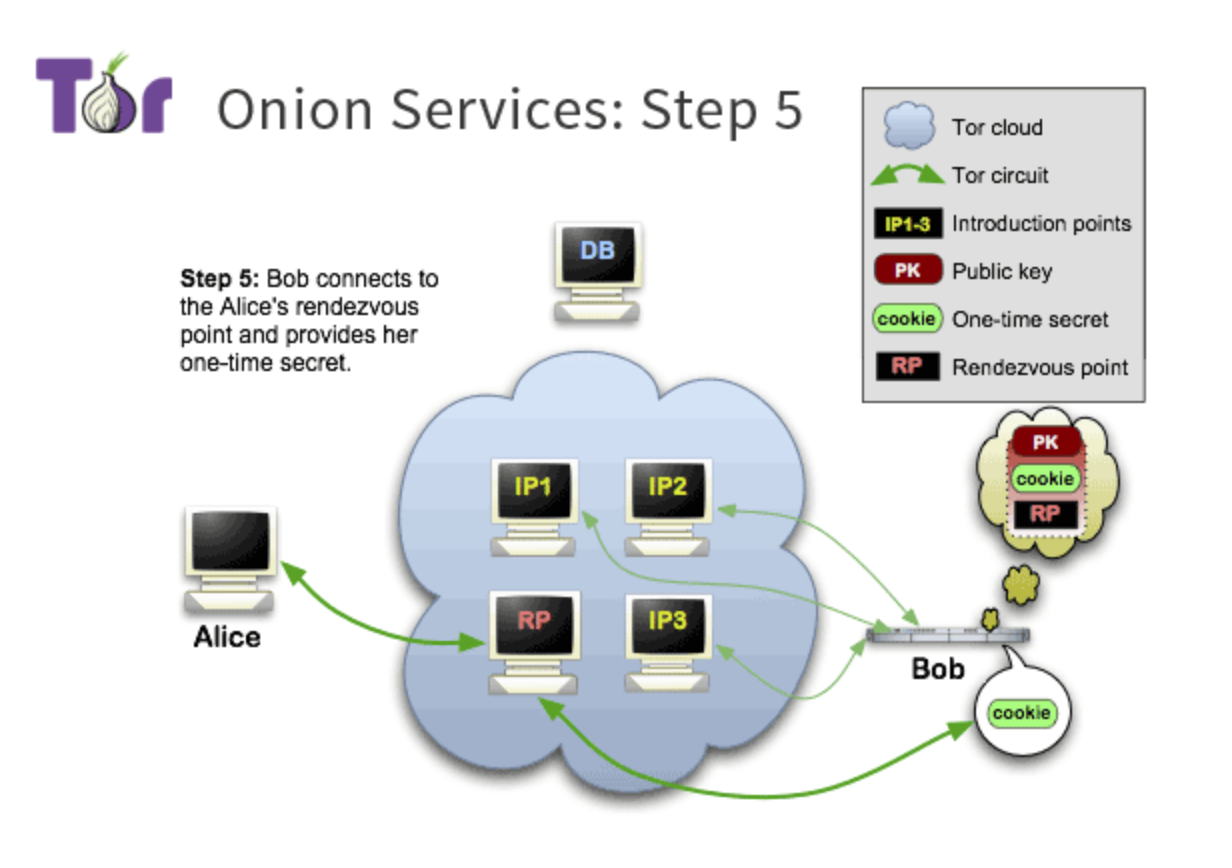 Tor
Onion Services: Step 5
Tor cloud
Tor circuit
IP1-3 Introduction points
PK Public key
cookie One-time secret
RP Rendezvous point
DB
Step 5: Bob connects to
the Alice's rendezvous
point and provides her
one-time secret.
PK
cookie
RP
IP1 IP2
RP IP3
Alice
Bob
cookie